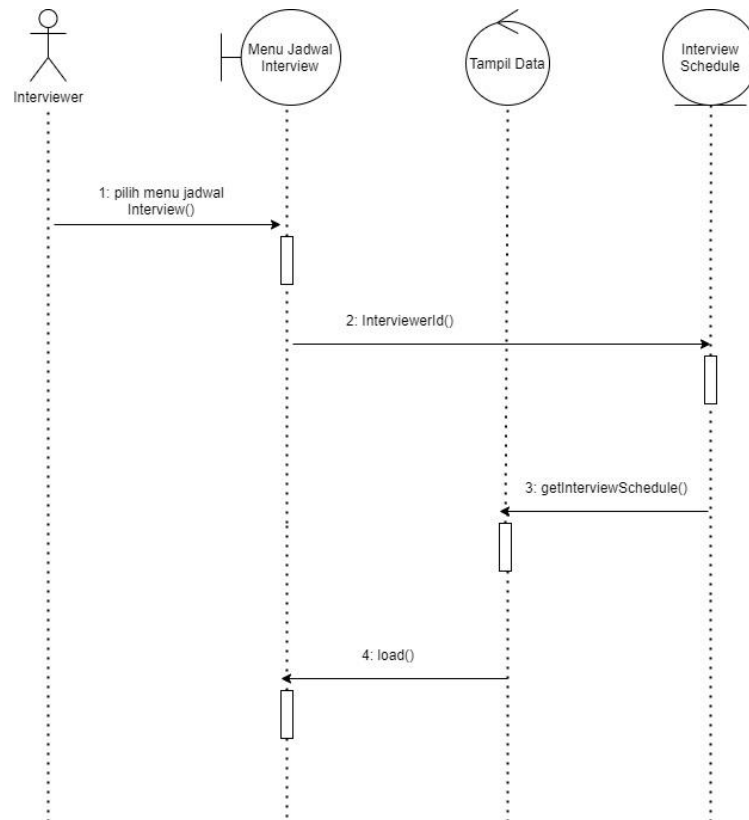 Menu Jadwal
Interview
Tampil Data
Interview
Schedule
Interviewer
1: pilih menu jadwal
Interview()
2: InterviewerId()
3: getInterviewSchedule()
4: load()